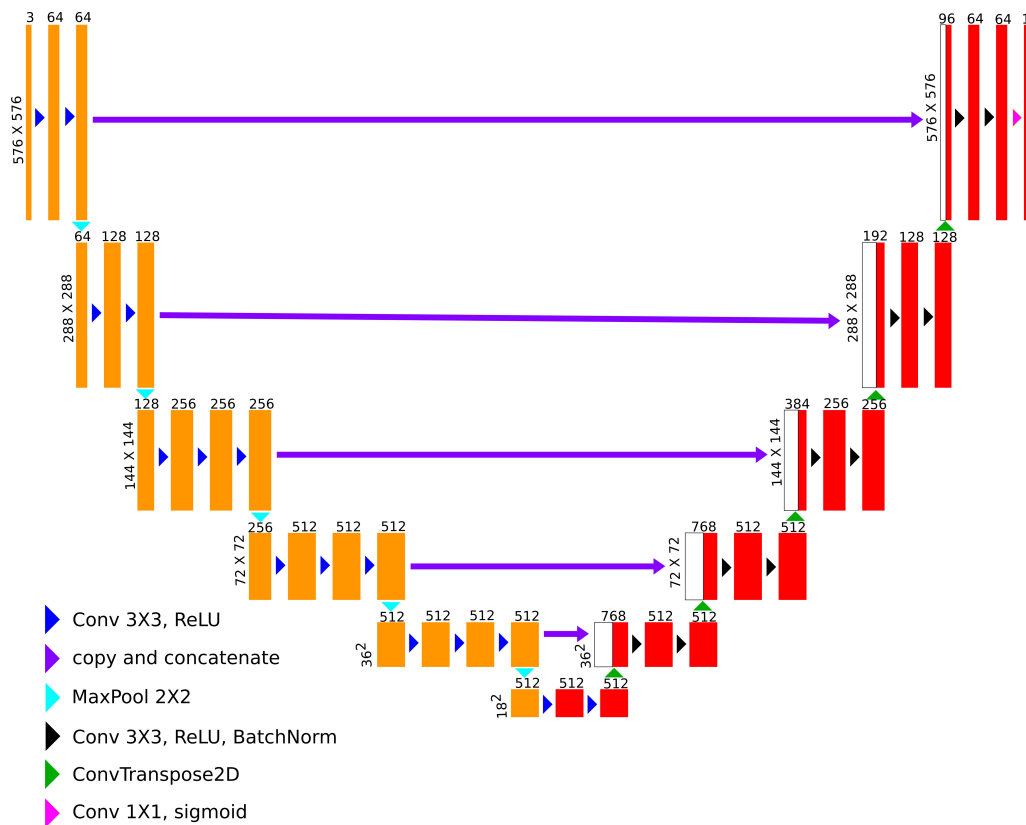 3 64 64
576 X 576
96 64 64 1
576 X 576
64 128 128
288 X 288
192 128 128
288 X 288
128 256 256 256
144 X 144
384 256 256
144 X 144
256 512 512 512
72 X 72
768 512 512
72 X 72
512 512 512 512
36²
768 512 512
36²
512 512 512
18²
Conv 3X3, ReLU
copy and concatenate
MaxPool 2X2
Conv 3X3, ReLU, BatchNorm
ConvTranspose2D
Conv 1X1, sigmoid